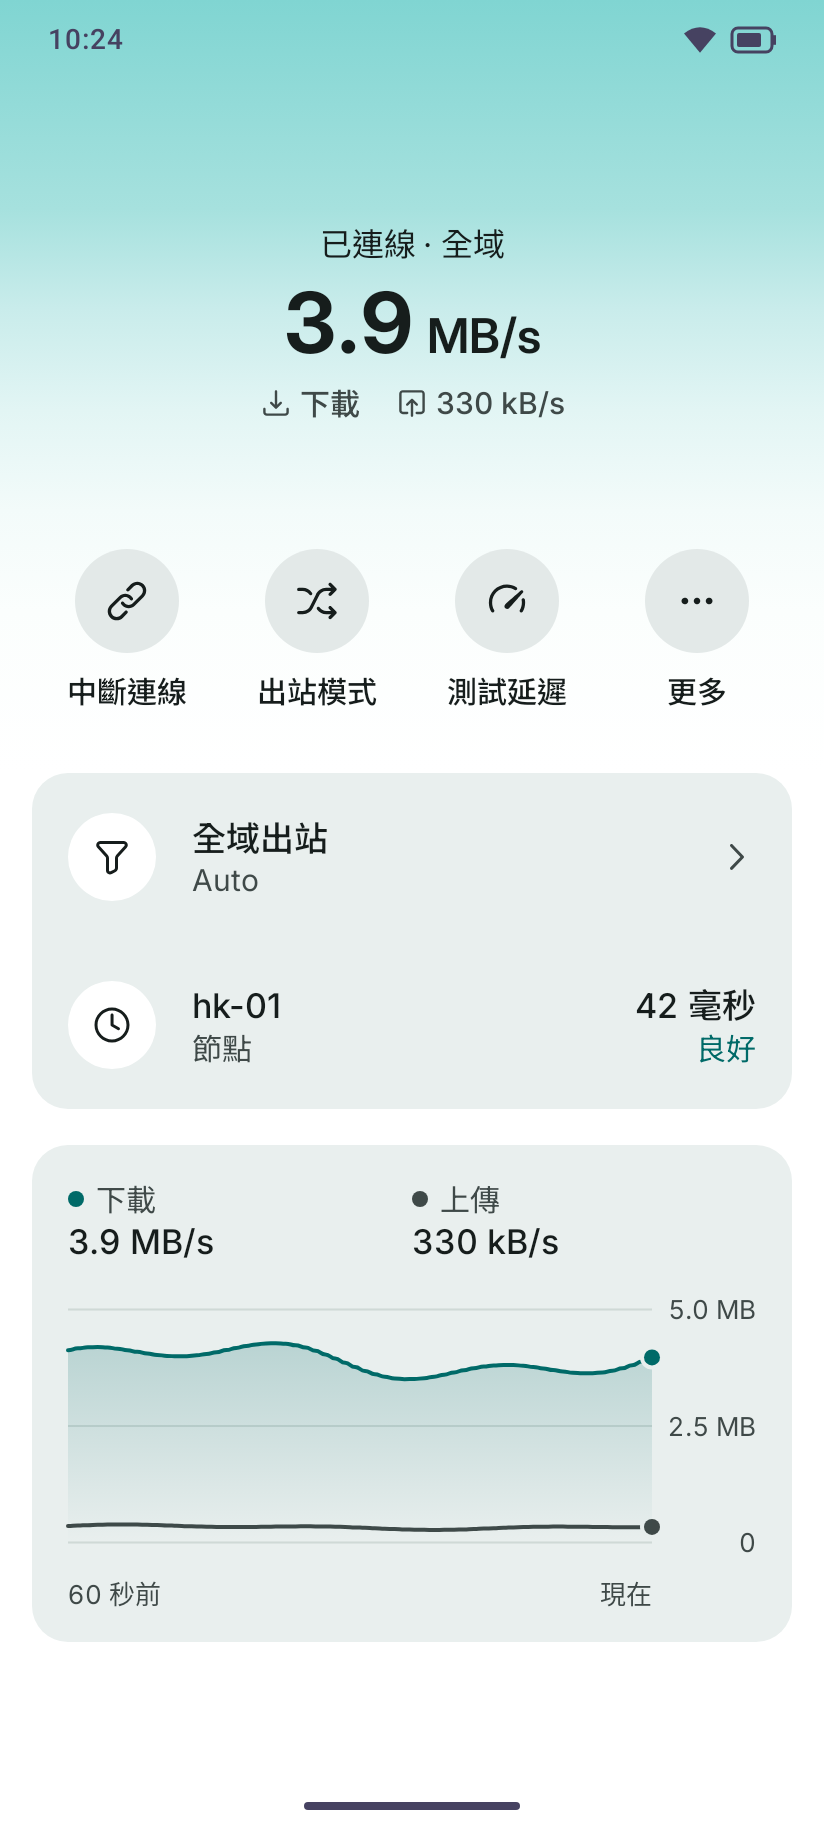 10:24
已連線 · 全域
3.9 MB/s
下載 330 kB/s
中斷連線 出站模式 測試延遲 更多
全域出站
Auto
hk-01 42 毫秒
節點 良好
下載 上傳
3.9 MB/s 330 kB/s
5.0 MB
2.5 MB
0
60 秒前 現在